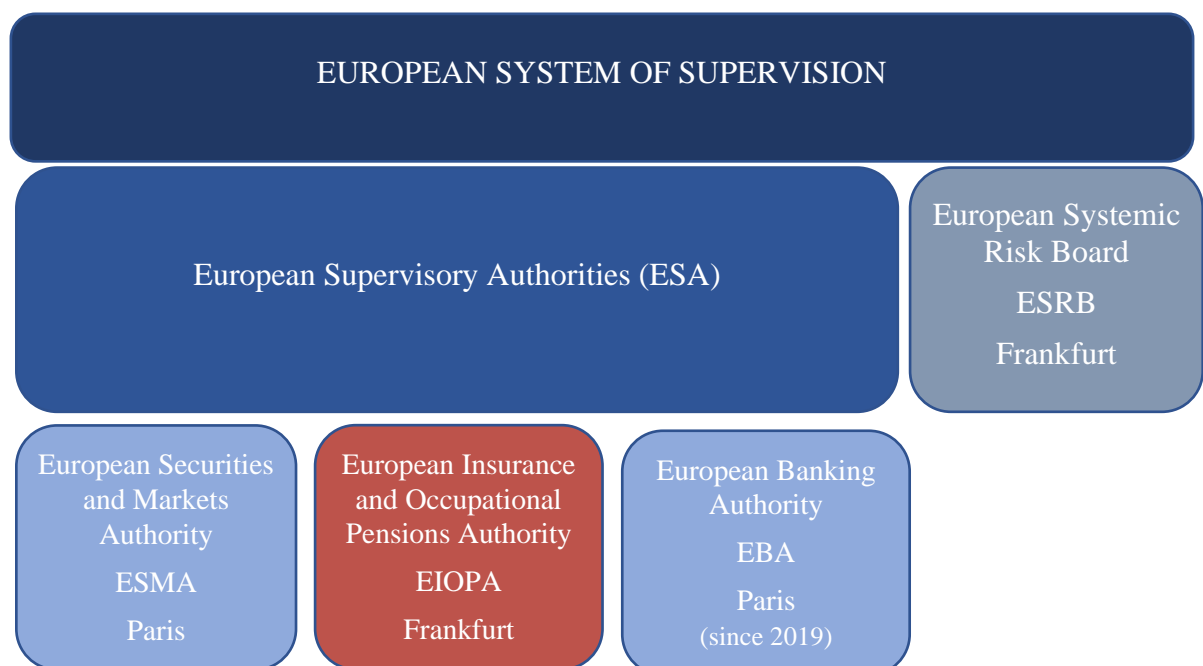 EUROPEAN SYSTEM OF SUPERVISION
European Supervisory Authorities (ESA)
European Systemic
Risk Board
ESRB
Frankfurt
European Securities
and Markets
Authority
ESMA
Paris
European Insurance
and Occupational
Pensions Authority
EIOPA
Frankfurt
European Banking
Authority
EBA
Paris
(since 2019)